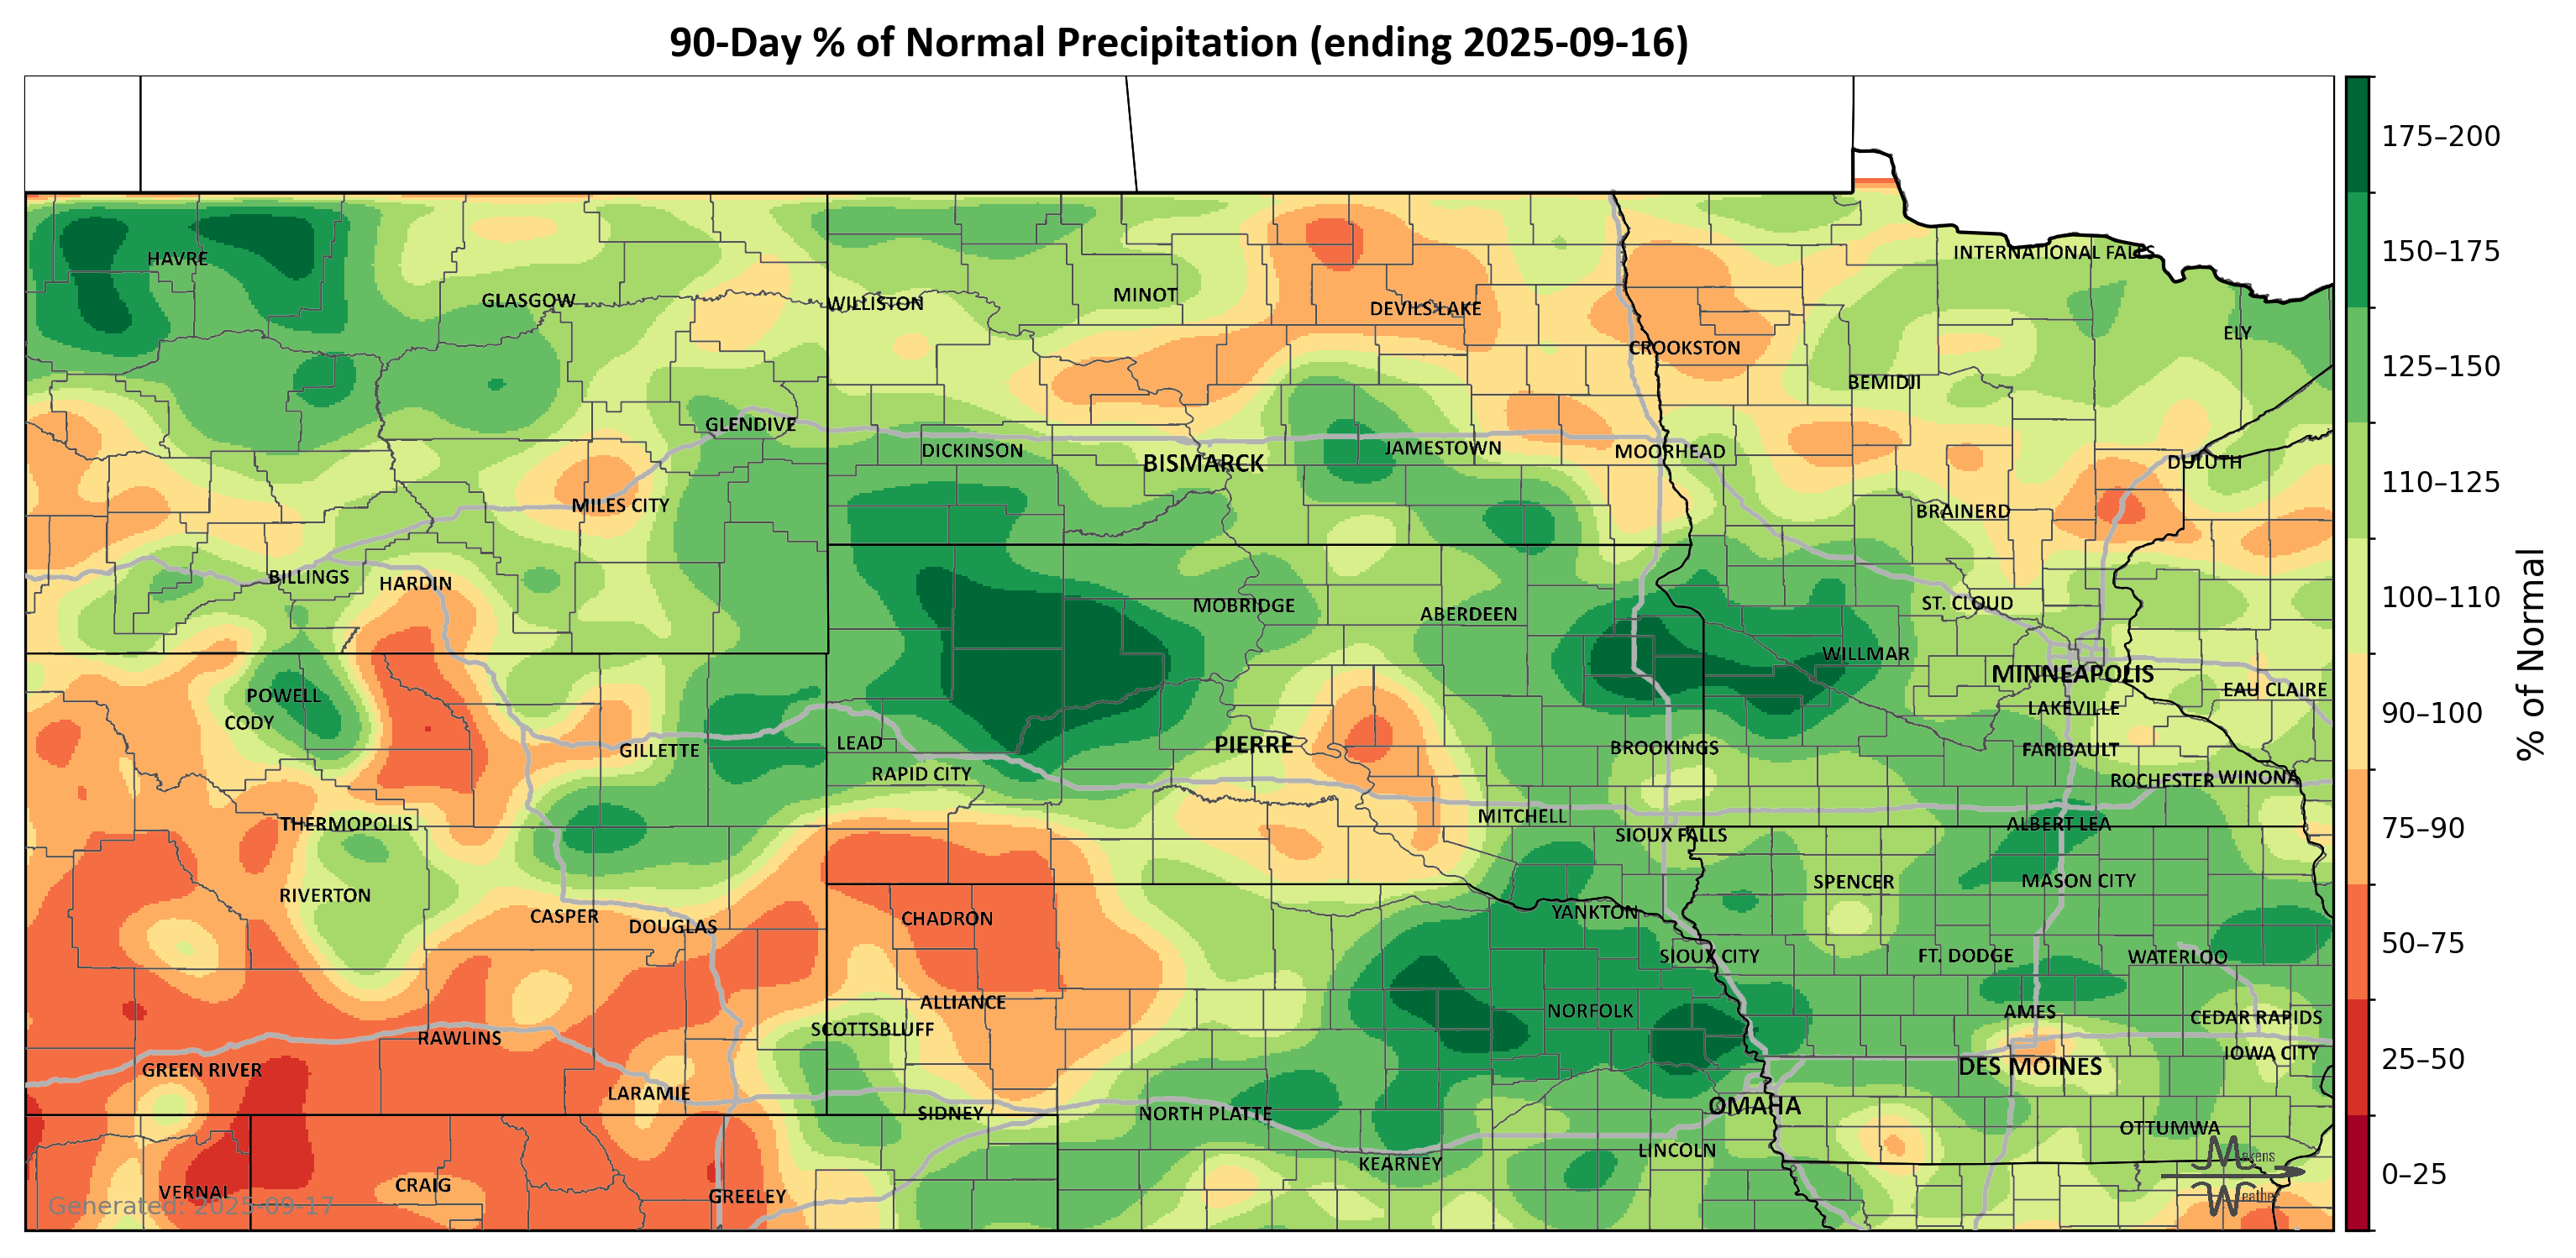 90-Day % of Normal Precipitation (ending 2025-09-16)
175–200
INTERNATIONAL FALLS
150–175
HAVRE
MINOT
GLASGOW
WILLISTON
DEVILS LAKE
ELY
CROOKSTON
125–150
BEMIDJI
GLENDIVE
DICKINSON
JAMESTOWN
MOORHEAD
BISMARCK
DULUTH
110–125
MILES CITY
BRAINERD
BILLINGS
HARDIN
100–110
MOBRIDGE
ABERDEEN
ST. CLOUD
WILLMAR
MINNEAPOLIS
POWELL
EAU CLAIRE
CODY
LAKEVILLE
90–100
% of Normal
GILLETTE
LEAD
PIERRE
BROOKINGS
FARIBAULT
RAPID CITY
ROCHESTER
WINONA
THERMOPOLIS
MITCHELL
ALBERT LEA
75–90
SIOUX FALLS
RIVERTON
SPENCER
MASON CITY
CASPER
DOUGLAS
CHADRON
YANKTON
50–75
SIOUX CITY
FT. DODGE
WATERLOO
ALLIANCE
NORFOLK
AMES
CEDAR RAPIDS
SCOTTSBLUFF
RAWLINS
IOWA CITY
25–50
GREEN RIVER
DES MOINES
LARAMIE
OMAHA
SIDNEY
NORTH PLATTE
OTTUMWA
LINCOLN
KEARNEY
Makens
Weather
0–25
VERNAL
CRAIG
GREELEY
Generated: 2025-09-17